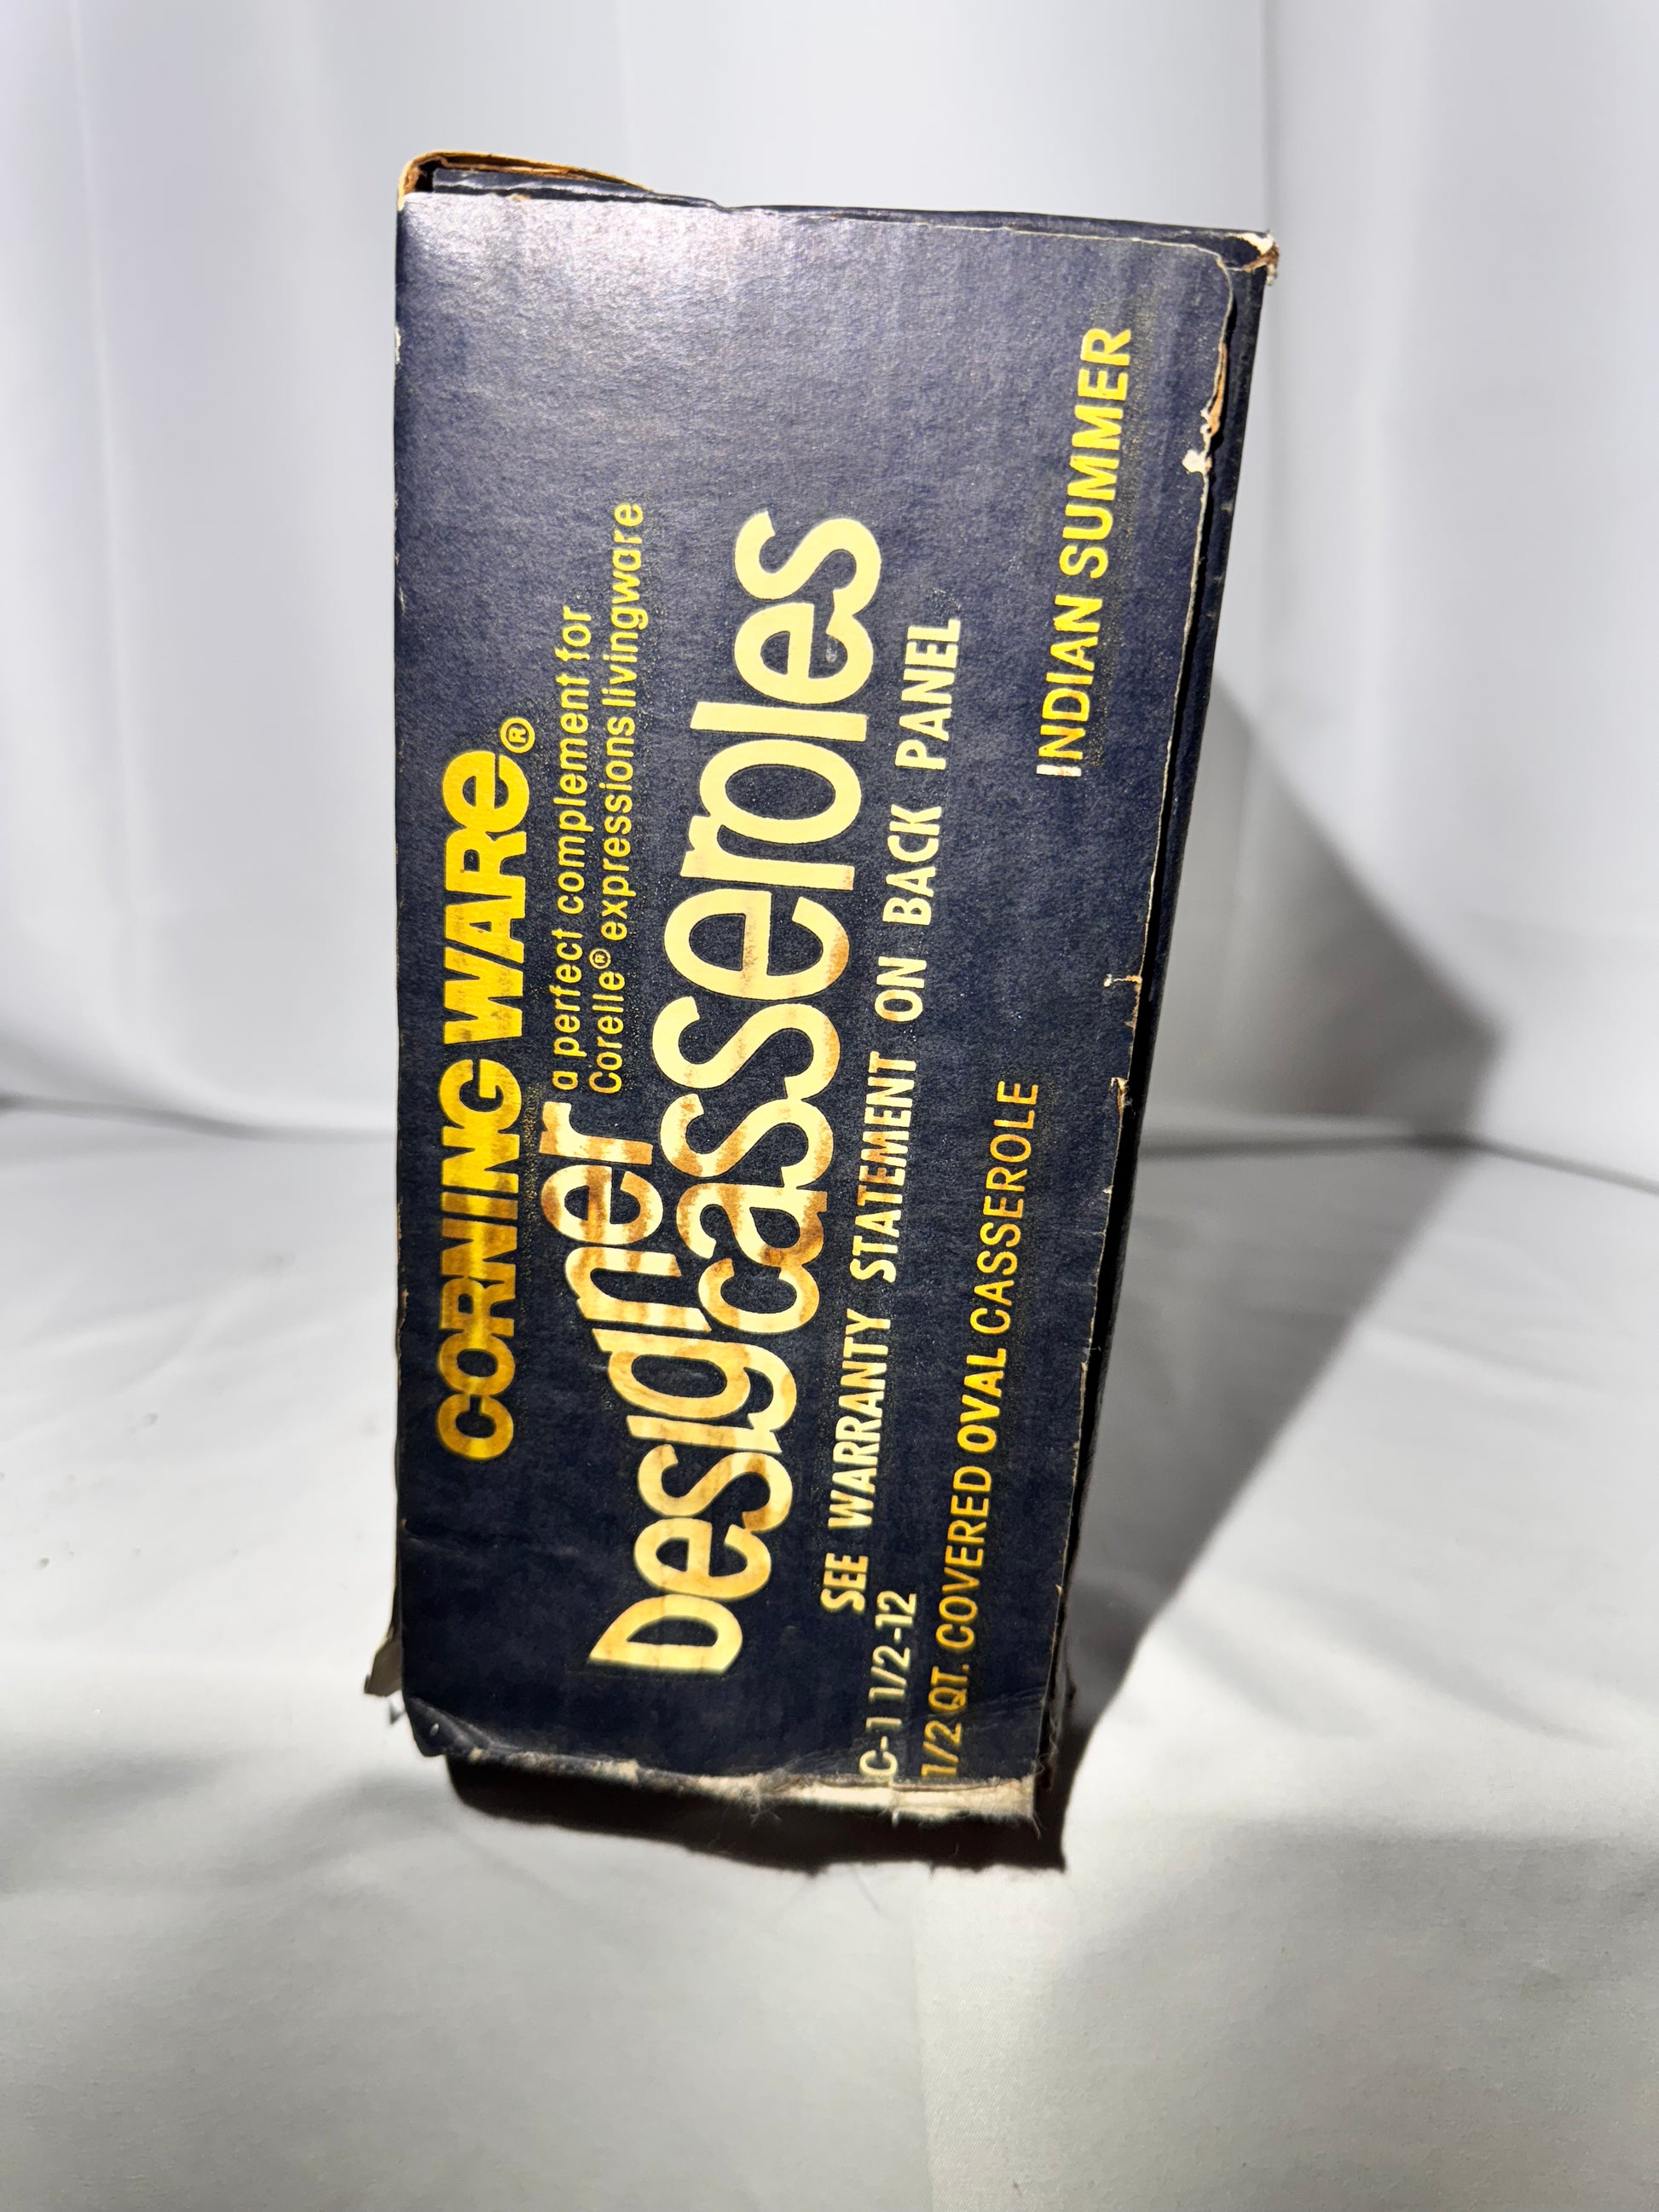 CORNING WARE®
a perfect complement for
Corelle® expressions livingware
Designer
casseroles
SEE WARRANTY STATEMENT ON BACK PANEL
C-1 1/2-12
1/2 QT. COVERED OVAL CASSEROLE
INDIAN SUMMER